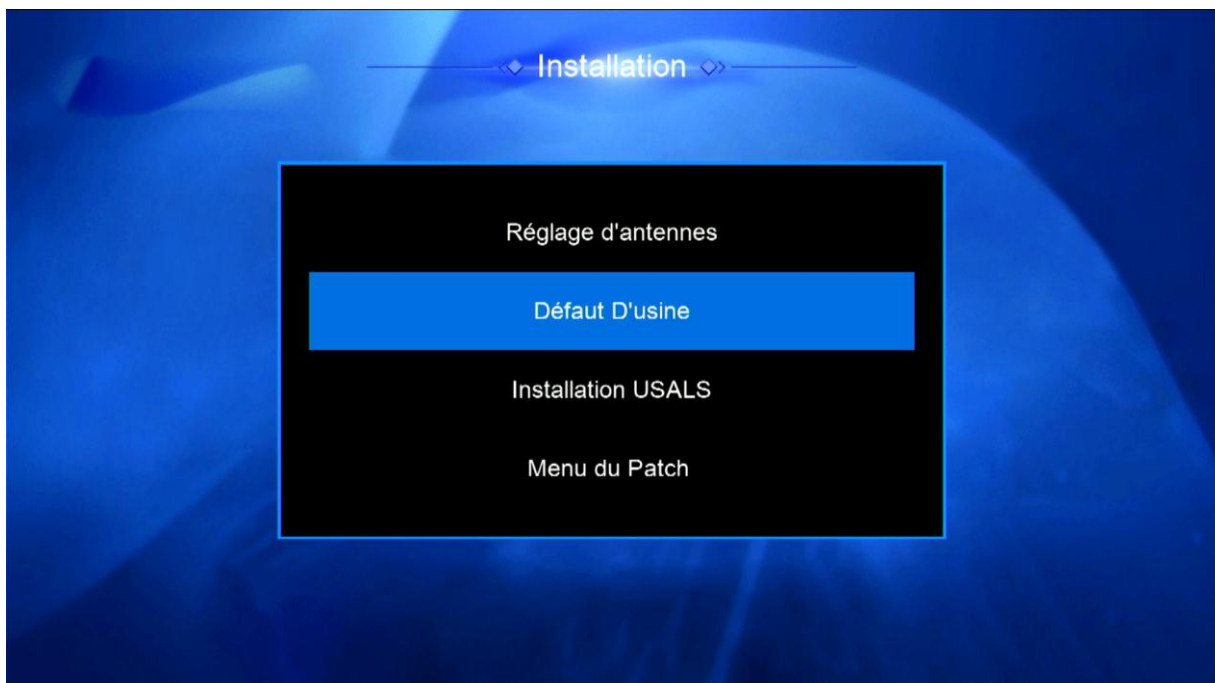 Installation
Réglage d'antennes
Défaut D'usine
Installation USALS
Menu du Patch